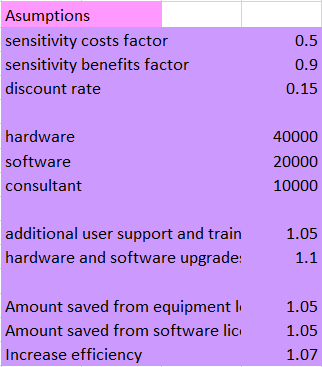 Asumptions
sensitivity costs factor 0.5
sensitivity benefits factor 0.9
discount rate 0.15
hardware 40000
software 20000
consultant 10000
additional user support and train 1.05
hardware and software upgrades 1.1
Amount saved from equipment l 1.05
Amount saved from software lic 1.05
Increase efficiency 1.07